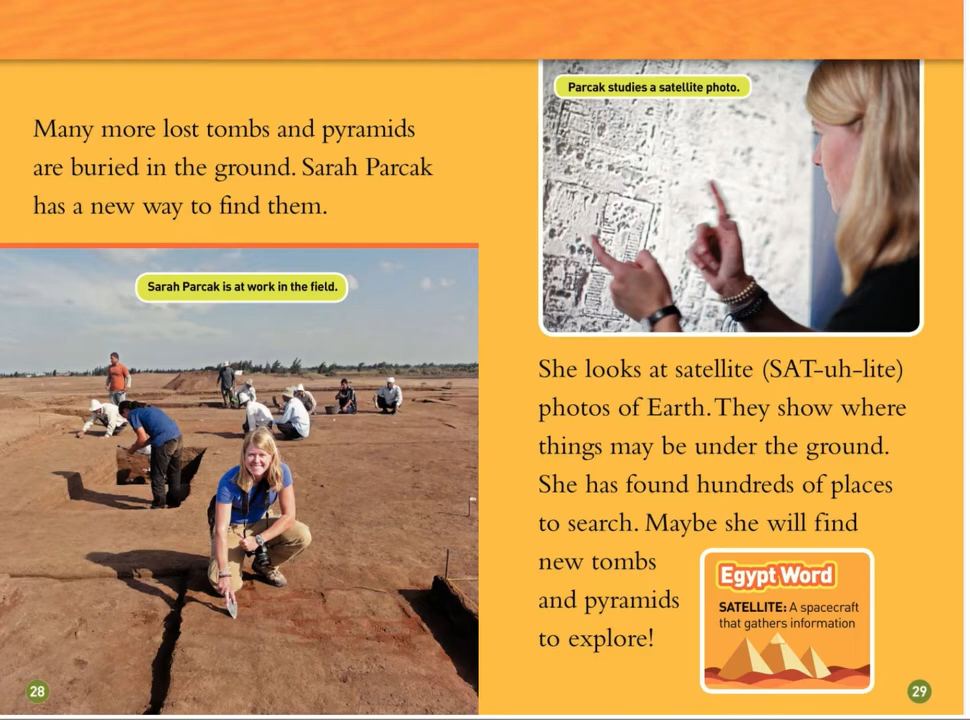 Many more lost tombs and pyramids
are buried in the ground. Sarah Parcak
has a new way to find them.
Sarah Parcak is at work in the field.
28
Parcak studies a satellite photo.
She looks at satellite (SAT-uh-lite)
photos of Earth. They show where
things may be under the ground.
She has found hundreds of places
to search. Maybe she will find
new tombs
and pyramids
to explore!
Egypt Word
SATELLITE: A spacecraft
that gathers information
29